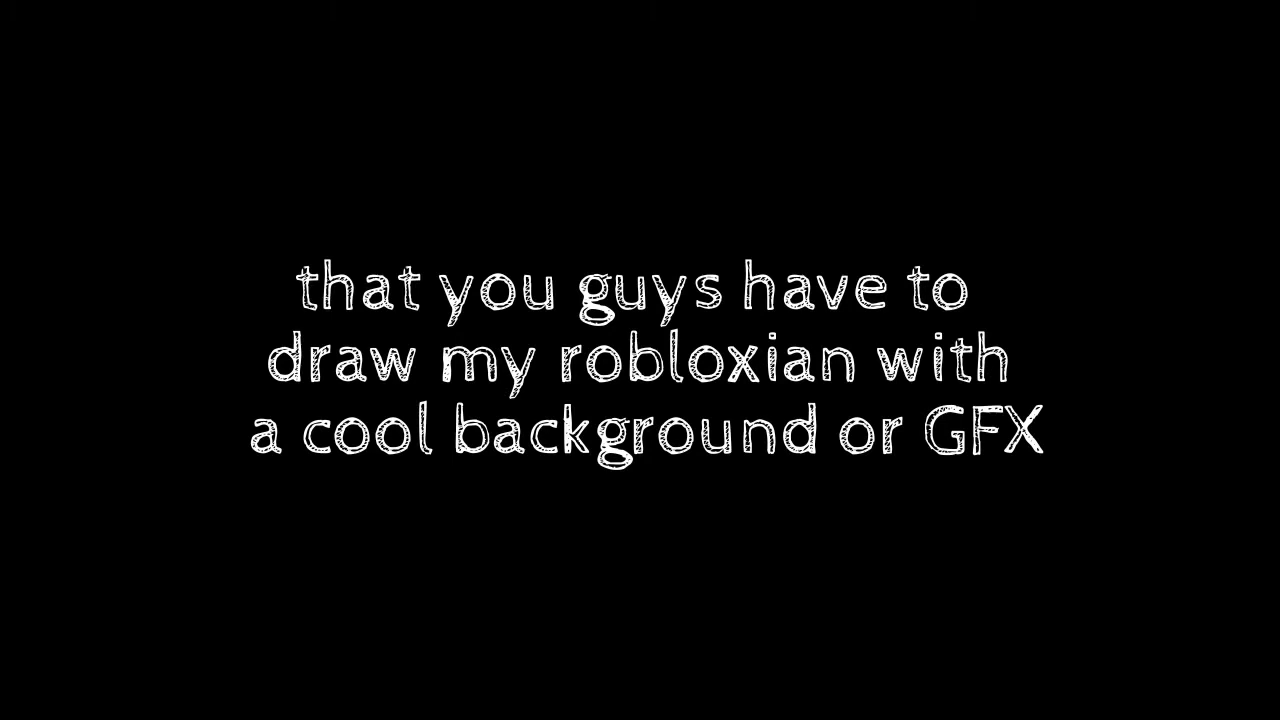 that you guys have to
draw my robloxian with
a cool background or GFX